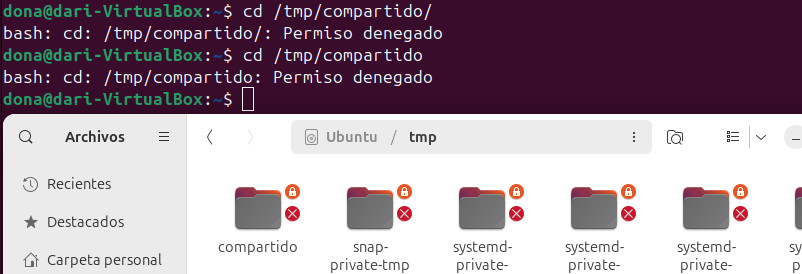 dona@dari-VirtualBox:~$ cd /tmp/compartido/
bash: cd: /tmp/compartido/: Permiso denegado
dona@dari-VirtualBox:~$ cd /tmp/compartido
bash: cd: /tmp/compartido: Permiso denegado
dona@dari-VirtualBox:~$
Archivos
Ubuntu / tmp
Recientes
Destacados
Carpeta personal
compartido
snap-
private-tmp
systemd-
private-
systemd-
private-
systemd-
private-